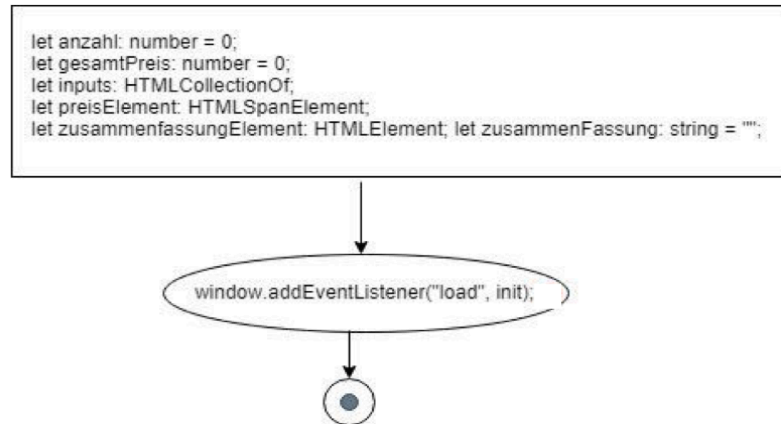 let anzahl: number = 0;
let gesamtPreis: number = 0;
let inputs: HTMLCollectionOf;
let preisElement: HTMLSpanElement;
let zusammenfassungElement: HTMLElement; let zusammenFassung: string = "";
window.addEventListener("load", init);